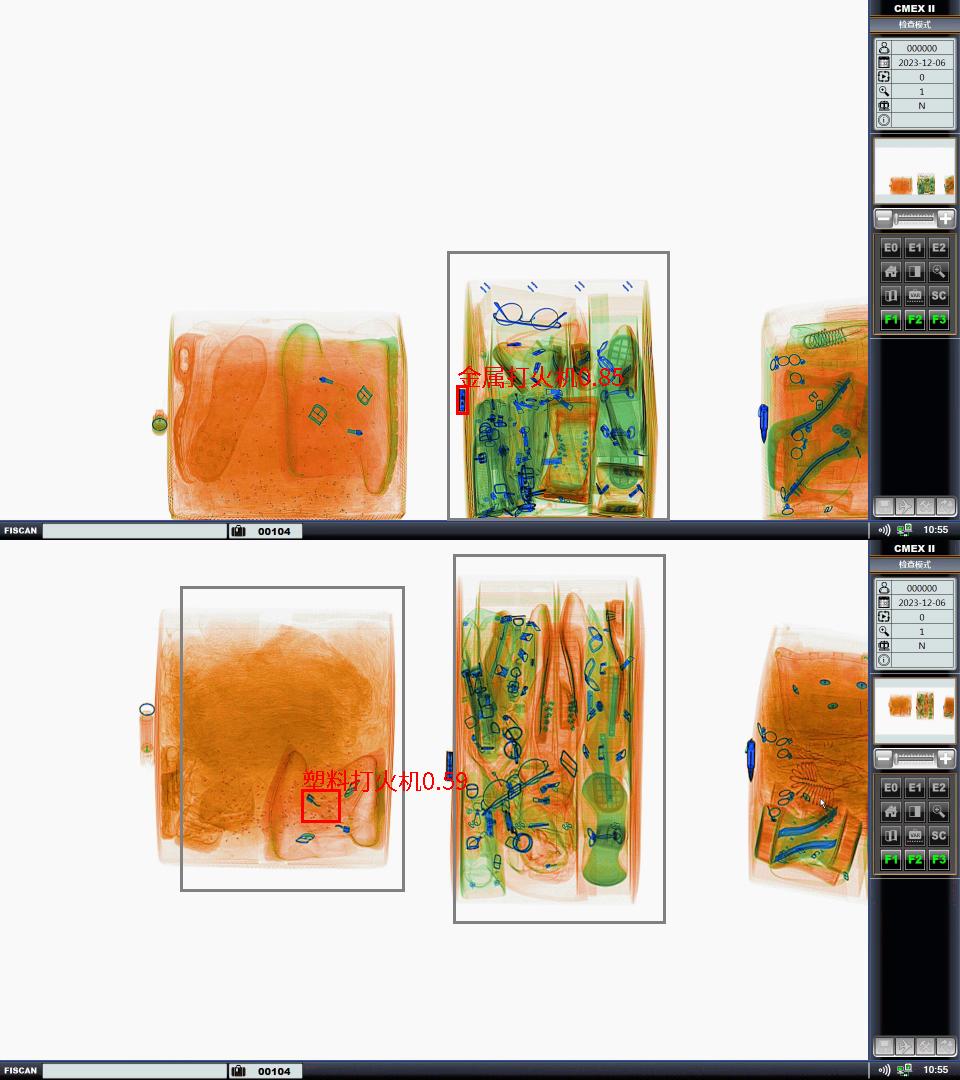 CMEX II
检查模式
000000
2023-12-06
0
1
N
E0 E1 E2
SC
F1 F2 F3
金属打火机0.85
FISCAN
00104
10:55
CMEX II
检查模式
000000
2023-12-06
0
1
N
E0 E1 E2
VAR SC
F1 F2 F3
塑料打火机0.59
FISCAN
00104
10:55